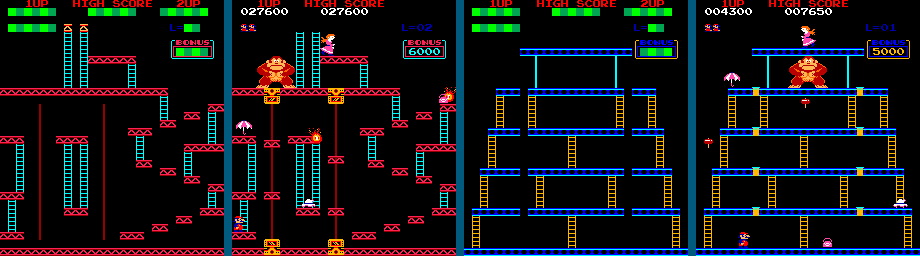 1UP HIGH SCORE 2UP
L=
BONUS
1UP HIGH SCORE
027600 027600
L=02
BONUS
6000
1UP HIGH SCORE 2UP
L=
BONUS
1UP HIGH SCORE
004300 007650
L=01
BONUS
5000